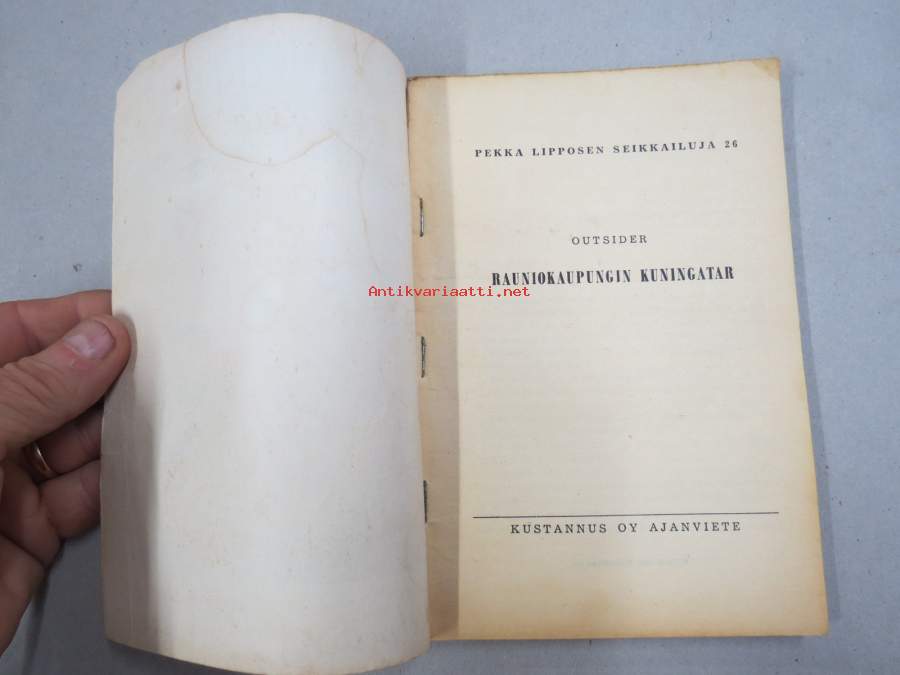 PEKKA LIPPOSEN SEIKKAILUJA 26
OUTSIDER
RAUNIOKAUPUNGIN KUNINGATAR
Antikvariaatti.net
KUSTANNUS OY AJANVIETE